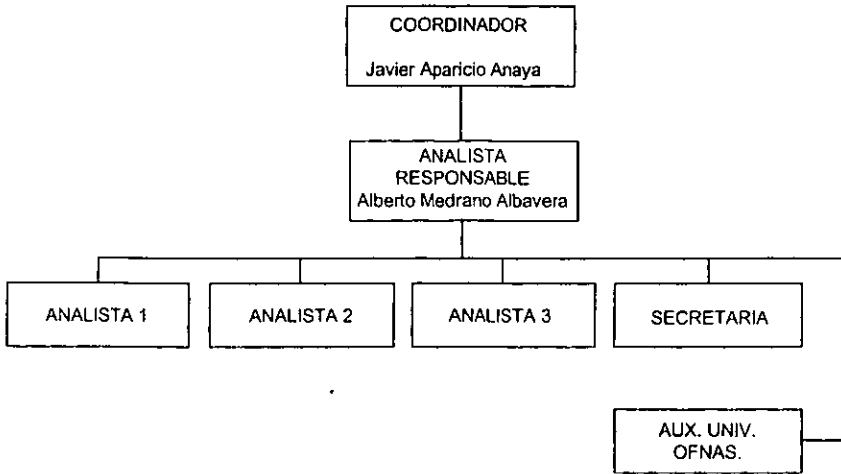 COORDINADOR
Javier Aparicio Anaya
ANALISTA
RESPONSABLE
Alberto Medrano Albavera
ANALISTA 1
ANALISTA 2
ANALISTA 3
SECRETARIA
AUX. UNIV.
OFNAS.